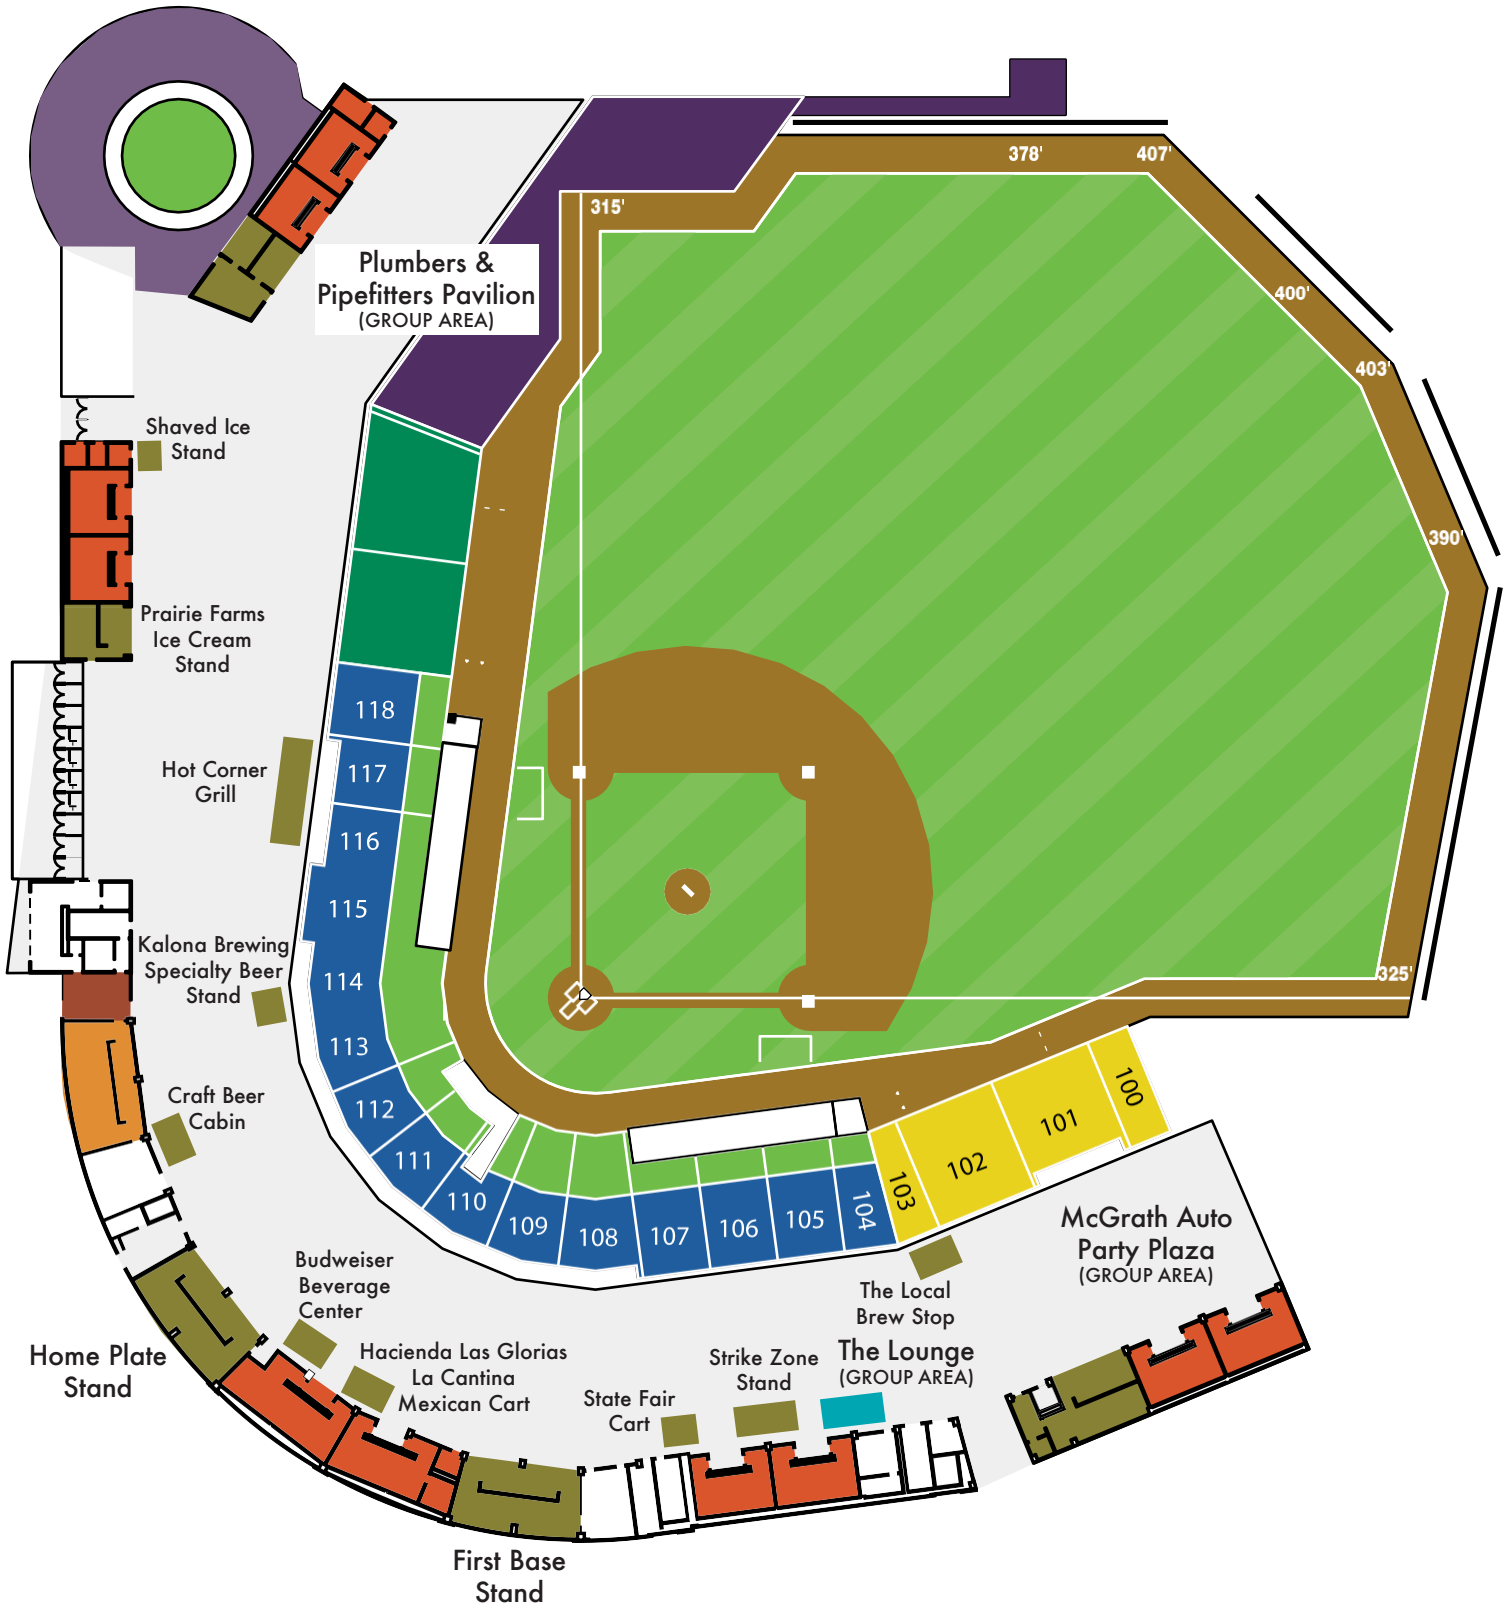 378'
407'
315'
Plumbers &
Pipefitters Pavilion
(GROUP AREA)
400'
403'
Shaved Ice
Stand
390'
Prairie Farms
Ice Cream
Stand
118
117
Hot Corner
Grill
116
115
Kalona Brewing
Specialty Beer
Stand
114
325'
113
112
111
110
109
108
107
106
105
104
103
102
101
100
Craft Beer
Cabin
McGrath Auto
Party Plaza
(GROUP AREA)
Budweiser
Beverage
Center
The Local
Brew Stop
Home Plate
Stand
Hacienda Las Glorias
La Cantina
Mexican Cart
The Lounge
(GROUP AREA)
Strike Zone
Stand
State Fair
Cart
First Base
Stand